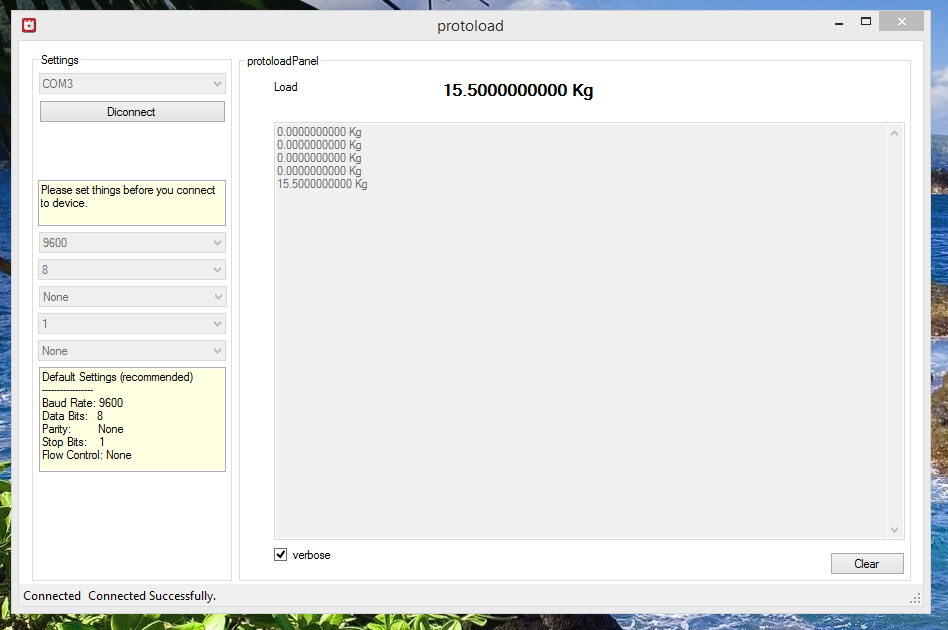 protoload
Settings
COM3
Diconnect
Please set things before you connect
to device.
9600
8
None
1
None
Default Settings (recommended)
-----------------
Baud Rate: 9600
Data Bits: 8
Parity: None
Stop Bits: 1
Flow Control: None
protoloadPanel
Load
15.5000000000 Kg
0.0000000000 Kg
0.0000000000 Kg
0.0000000000 Kg
0.0000000000 Kg
15.5000000000 Kg
verbose
Clear
Connected Connected Successfully.